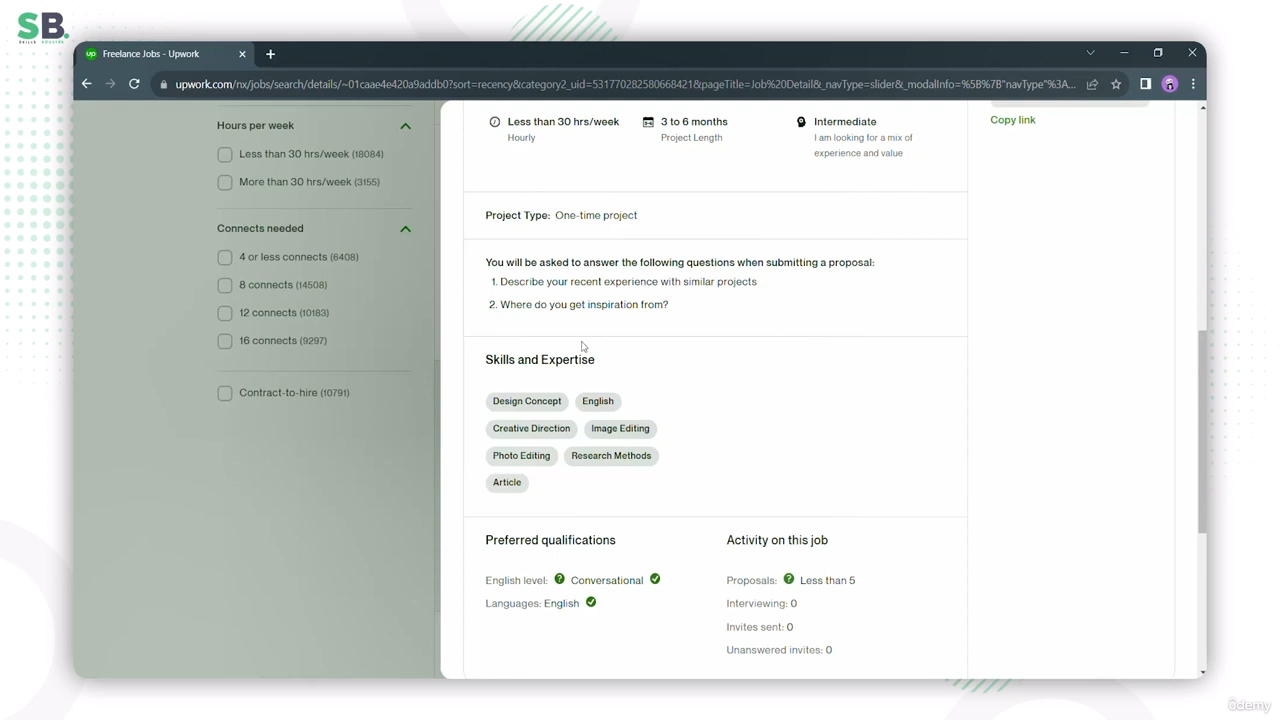 SB.
SKILLS
Freelance Jobs - Upwork
upwork.com/nx/jobs/search/details/~01caae4e420a9addb0?sort=recency&category2_uid=531770282580668421&pageTitle=Job%20Detail&_navType=slider&_modalInfo=%5B%7B"navType"%3A...
Hours per week
Less than 30 hrs/week (18084)
More than 30 hrs/week (3155)
Connects needed
4 or less connects (6408)
8 connects (14508)
12 connects (10183)
16 connects (9297)
Contract-to-hire (10791)
Less than 30 hrs/week
Hourly
3 to 6 months
Project Length
Intermediate
I am looking for a mix of
experience and value
Copy link
Project Type: One-time project
You will be asked to answer the following questions when submitting a proposal:
1. Describe your recent experience with similar projects
2. Where do you get inspiration from?
Skills and Expertise
Design Concept English
Creative Direction Image Editing
Photo Editing Research Methods
Article
Preferred qualifications
English level: ? Conversational
Languages: English
Activity on this job
Proposals: ? Less than 5
Interviewing: 0
Invites sent: 0
Unanswered invites: 0
ûdemy